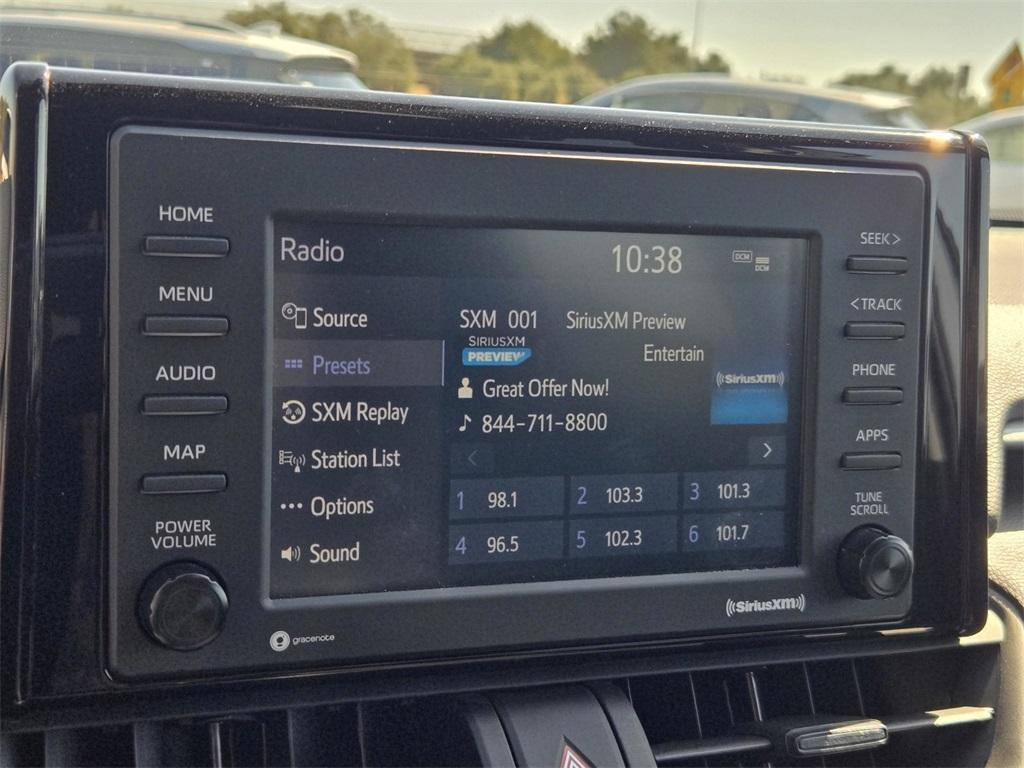 HOME
MENU
AUDIO
MAP
POWER
VOLUME
Radio
10:38
DCM
DCM
Source
Presets
SXM Replay
Station List
Options
Sound
SXM 001 SiriusXM Preview
SIRIUSXM
PREVIEW
Entertain
Great Offer Now!
844-711-8800
SiriusXM
< >
1 98.1 2 103.3 3 101.3
4 96.5 5 102.3 6 101.7
SEEK >
< TRACK
PHONE
APPS
TUNE
SCROLL
gracenote
SiriusXM